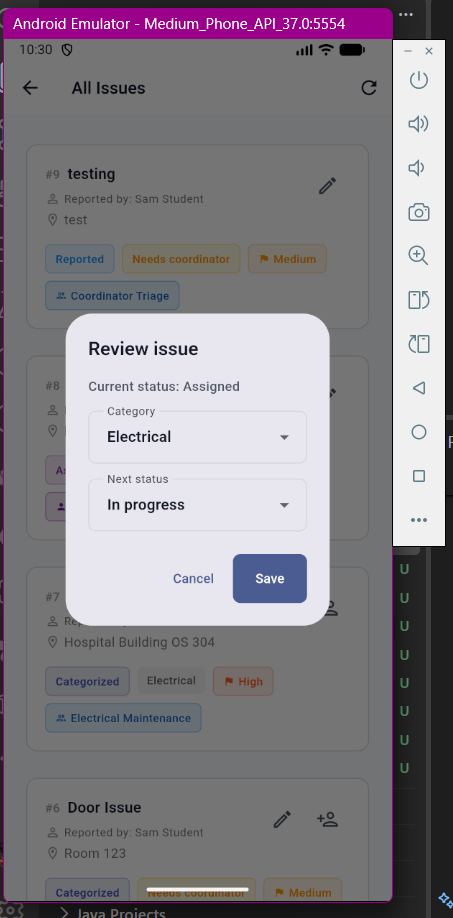 Android Emulator - Medium_Phone_API_37.0:5554
10:30
All Issues
#9 testing
Reported by: Sam Student
test
Reported
Needs coordinator
Medium
Coordinator Triage
#8
Review issue
Current status: Assigned
Category
Electrical
Next status
In progress
Cancel
Save
#7
Hospital Building OS 304
Categorized
Electrical
High
Electrical Maintenance
#6 Door Issue
Reported by: Sam Student
Room 123
Categorized
Needs coordinator
Medium
Java Projects
U
U
U
U
U
U
U
U